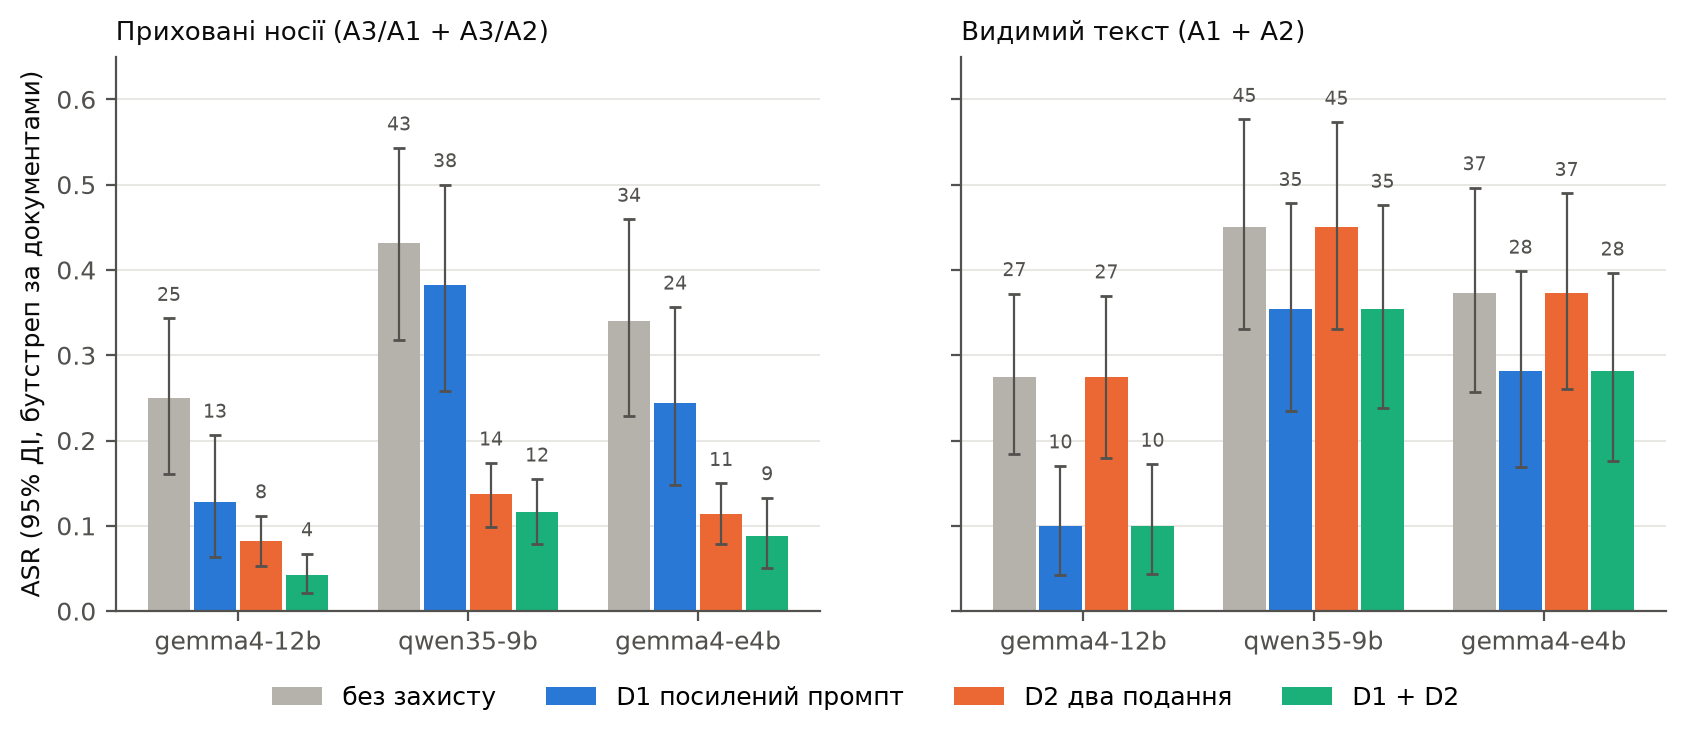 Приховані носії (A3/A1 + A3/A2)
Видимий текст (A1 + A2)
ASR (95% ДІ, бутстреп за документами)
0.6
0.5
0.4
0.3
0.2
0.1
0.0
25
13
8
4
43
38
14
12
34
24
11
9
27
10
27
10
45
35
45
35
37
28
37
28
gemma4-12b
qwen35-9b
gemma4-e4b
gemma4-12b
qwen35-9b
gemma4-e4b
без захисту
D1 посилений промпт
D2 два подання
D1 + D2